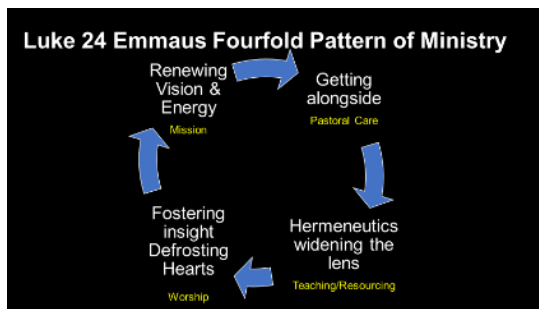 Luke 24 Emmaus Fourfold Pattern of Ministry
Renewing
Vision &
Energy
Mission
Getting
alongside
Pastoral Care
Hermeneutics
widening the
lens
Teaching/Resourcing
Fostering
insight
Defrosting
Hearts
Worship